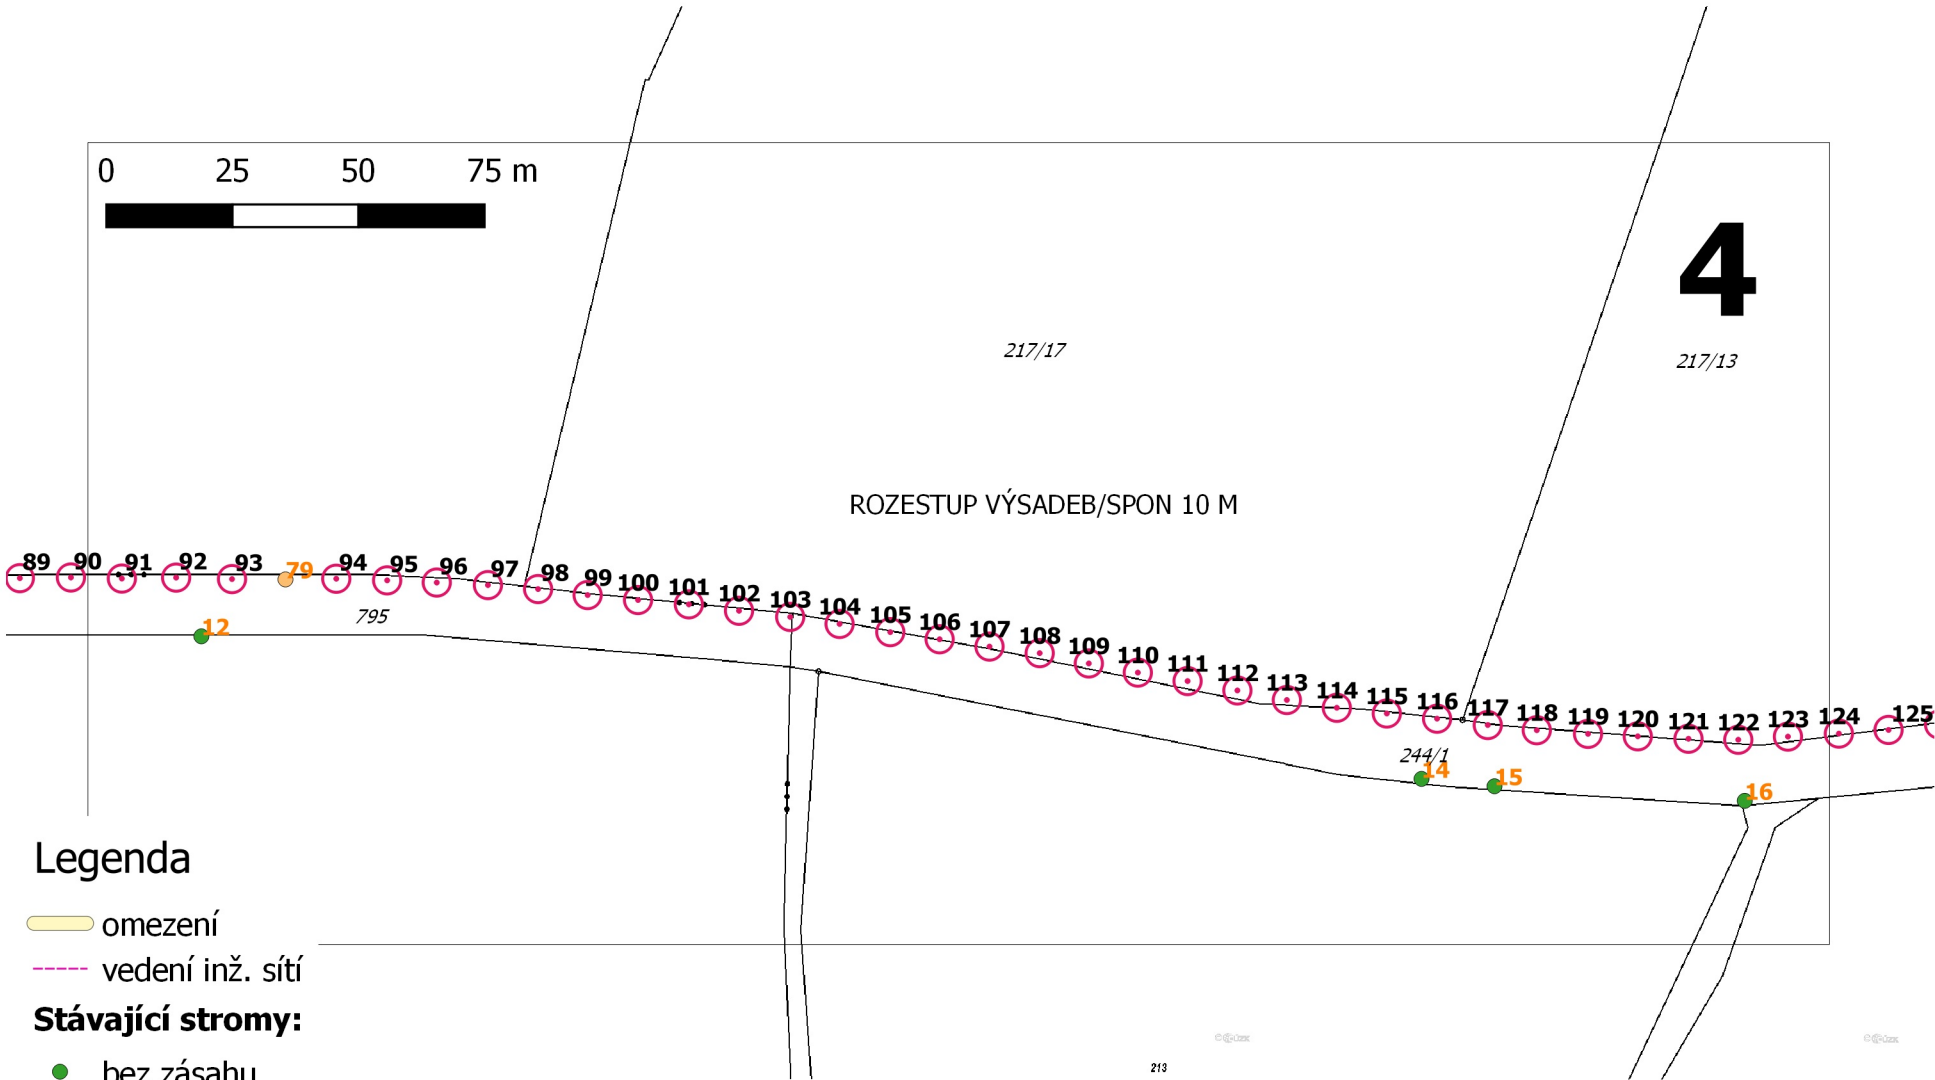 0 25 50 75 m
4
217/17
217/13
ROZESTUP VÝSADEB/SPON 10 M
89 90 91 92 93 79 94 95 96 97 98 99 100 101 102 103 104 105 106 107 108 109 110 111 112 113 114 115 116 117 118 119 120 121 122 123 124 125
795
12
244/1
14 15 16
Legenda
omezení
vedení inž. sítí
Stávající stromy:
bez zásahu
213